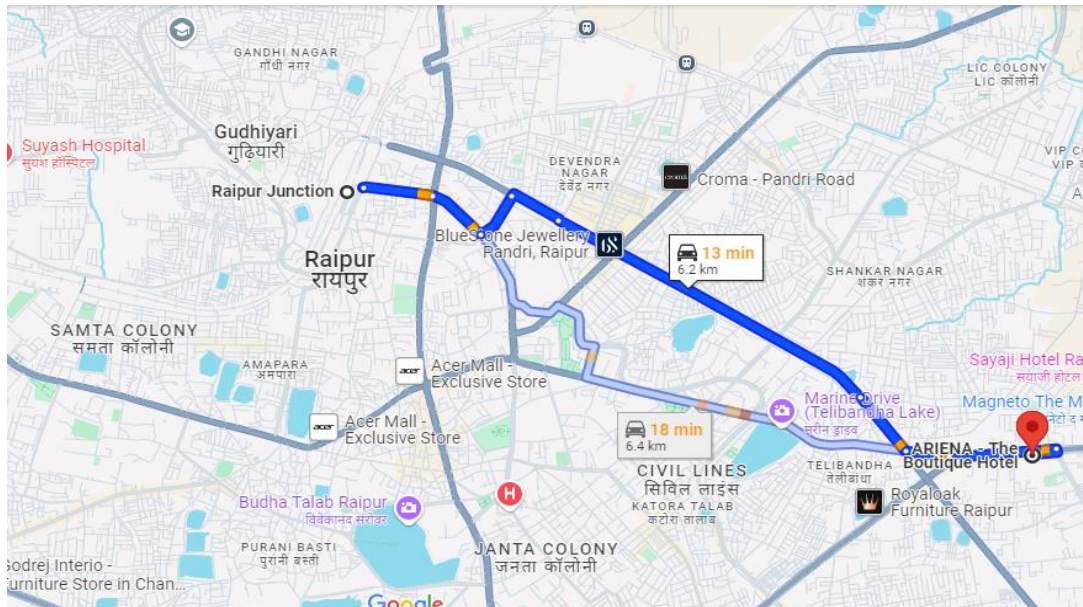 GANDHI NAGAR
गाँधी नगर
LIC COLONY
LIC कॉलोनी
Gudhiyari
गुढ़ियारी
Suyash Hospital
सुयश हॉस्पिटल
VIP
DEVENDRA
NAGAR
देवेंद्र नगर
Croma - Pandri Road
croma
Raipur Junction
BlueStone Jewellery
Pandri, Raipur
13 min
6.2 km
Raipur
रायपुर
SHANKAR NAGAR
शंकर नगर
SAMTA COLONY
समता कॉलोनी
AMAPARA
अमापारा
acer
Acer Mall -
Exclusive Store
Sayaji Hotel
सयाजी होटल
Magneto The
Marine Drive
(Telibandha Lake)
मरीन ड्राइव
acer
Acer Mall -
Exclusive Store
18 min
6.4 km
ARIENA - The
Boutique Hotel
TELIBANDHA
तेलीबांधा
CIVIL LINES
सिविल लाइंस
KATORA TALAB
कटोरा तालाब
H
Royaloak
Furniture Raipur
Budha Talab Raipur
विवेकानंद सरोवर
PURANI BASTI
पुरानी बस्ती
JANTA COLONY
जनता कॉलोनी
Godrej Interio -
Furniture Store in Chan...
Google